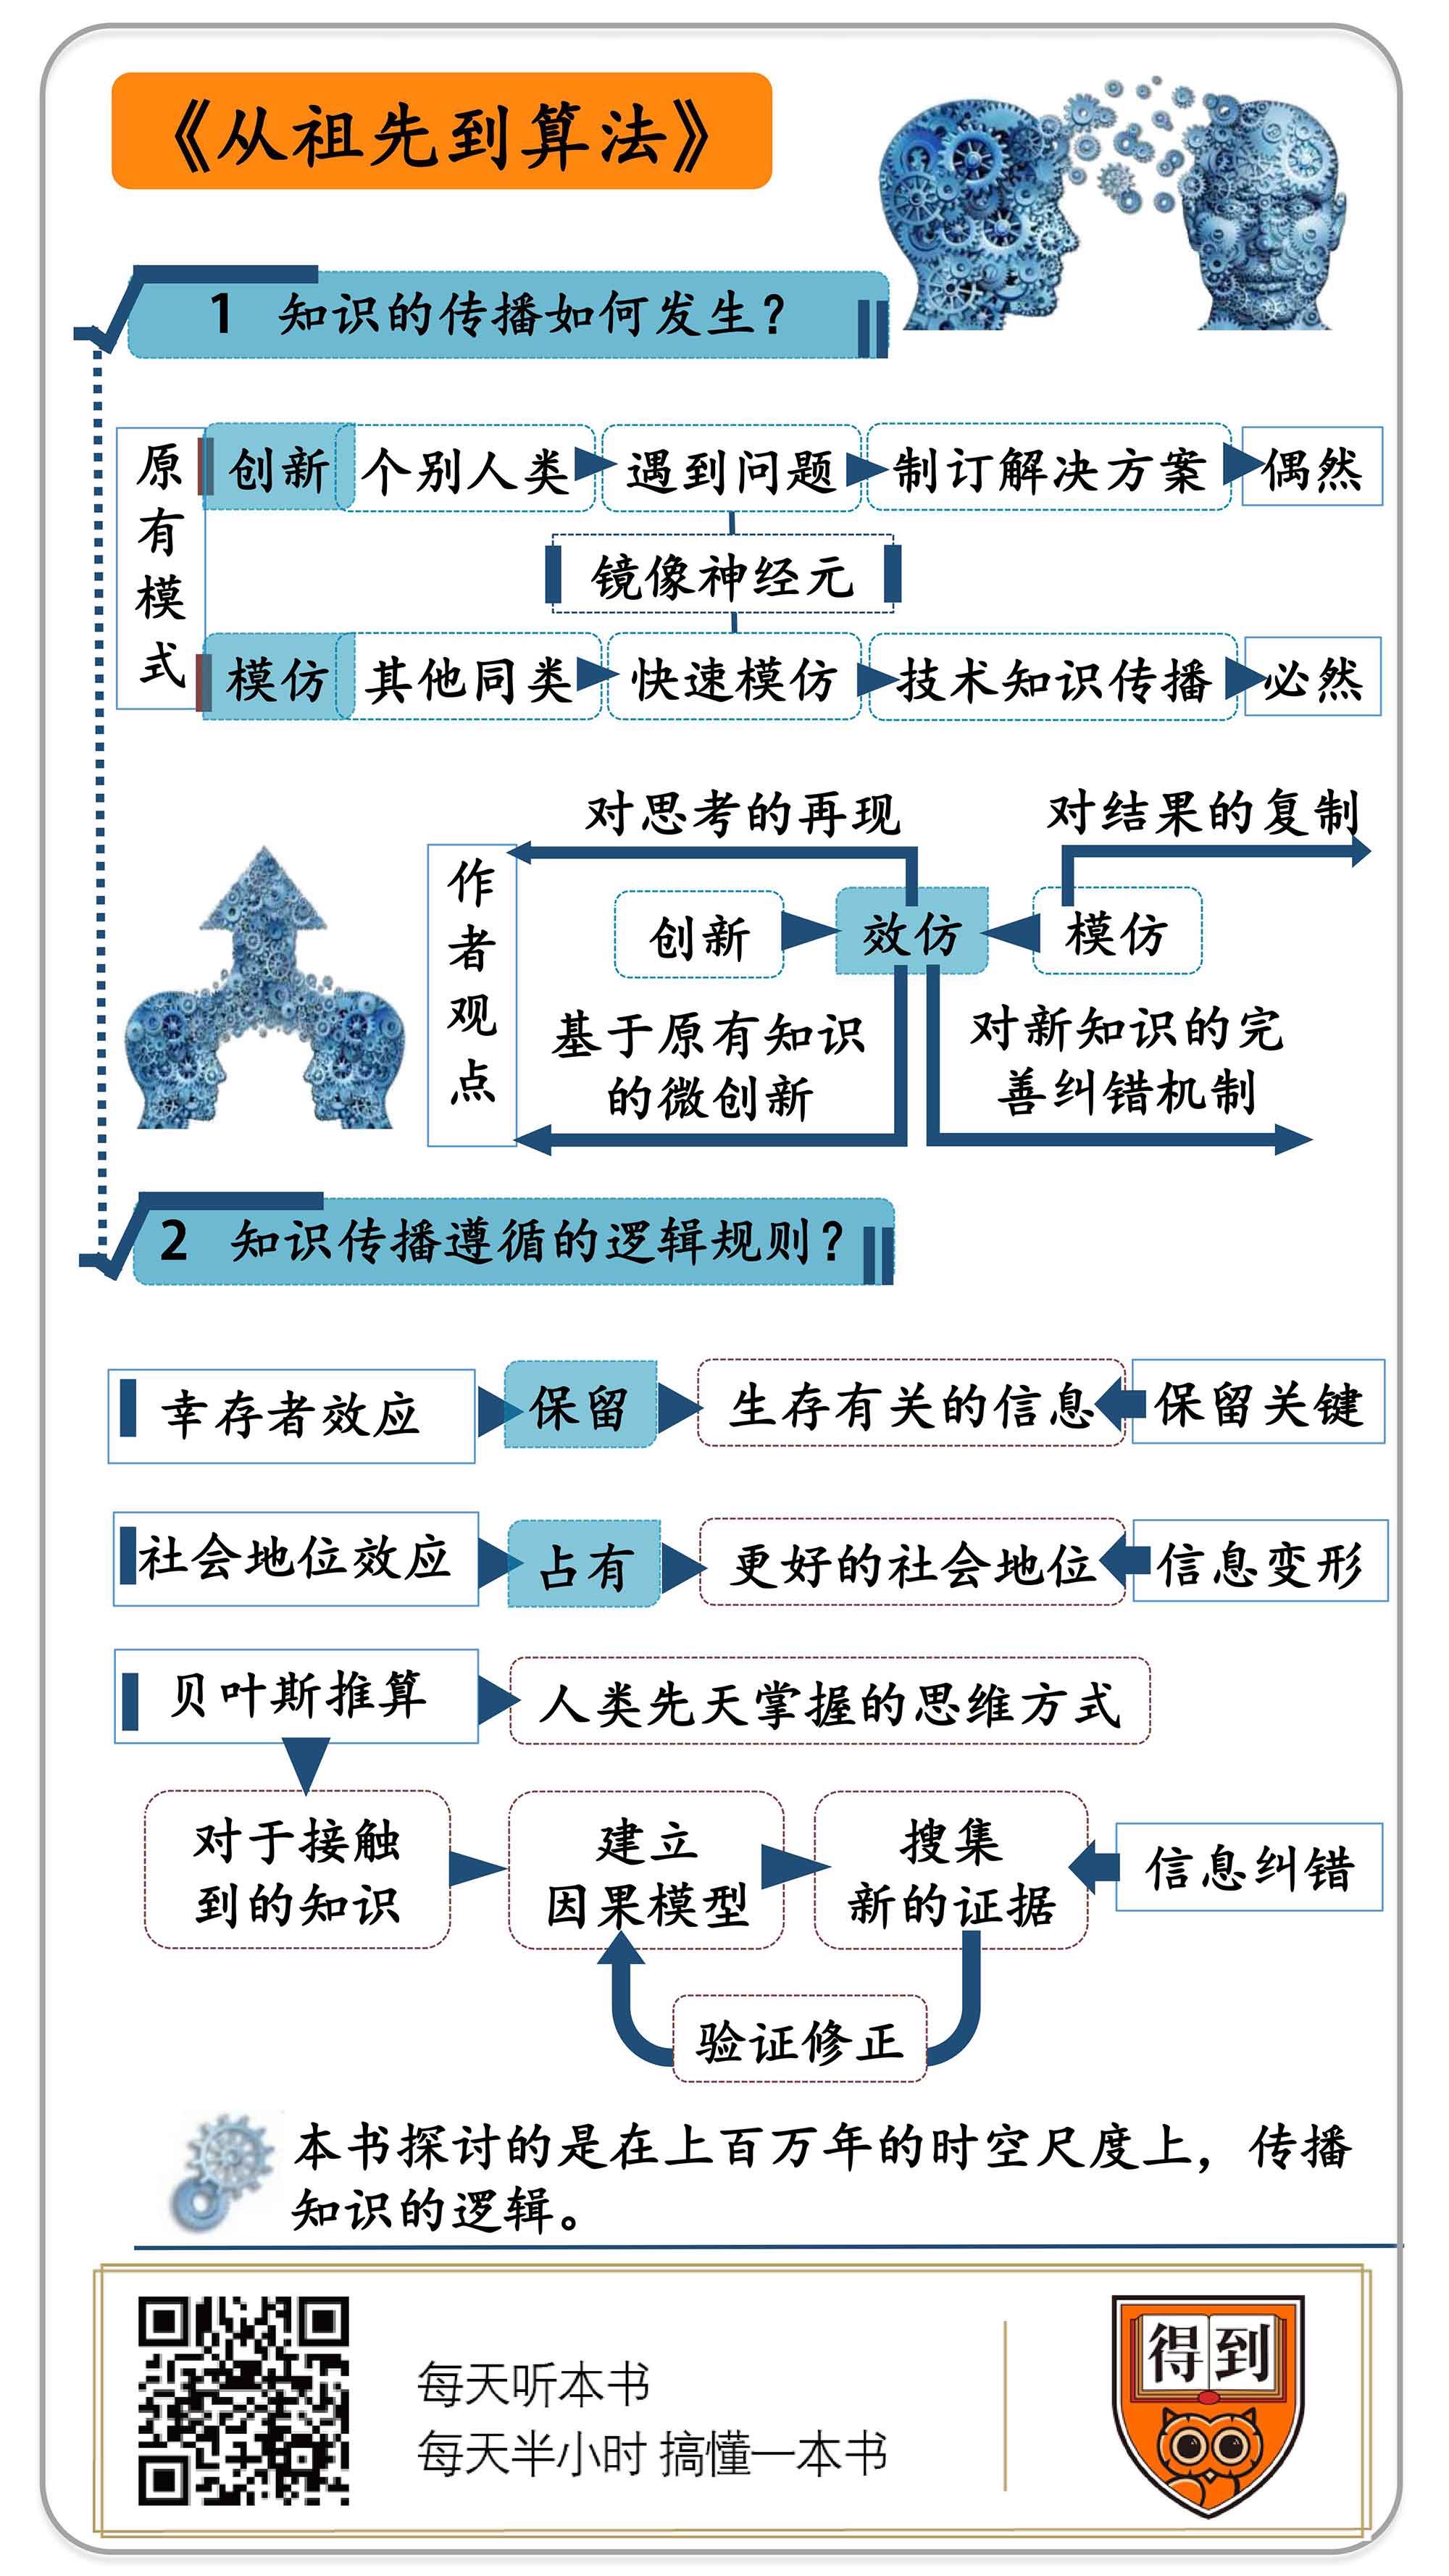 《从祖先到算法》
1 知识的传播如何发生？
原有模式
创新 个别人类 遇到问题 制订解决方案 偶然
镜像神经元
模仿 其他同类 快速模仿 技术知识传播 必然
作者观点
对思考的再现 对结果的复制
创新 效仿 模仿
基于原有知识
的微创新
对新知识的完
善纠错机制
2 知识传播遵循的逻辑规则？
幸存者效应 保留 生存有关的信息 保留关键
社会地位效应 占有 更好的社会地位 信息变形
贝叶斯推算 人类先天掌握的思维方式
对于接触
到的知识
建立
因果模型
搜集
新的证据
信息纠错
验证修正
本书探讨的是在上百万年的时空尺度上，传播
知识的逻辑。
每天听本书
每天半小时 搞懂一本书
得到